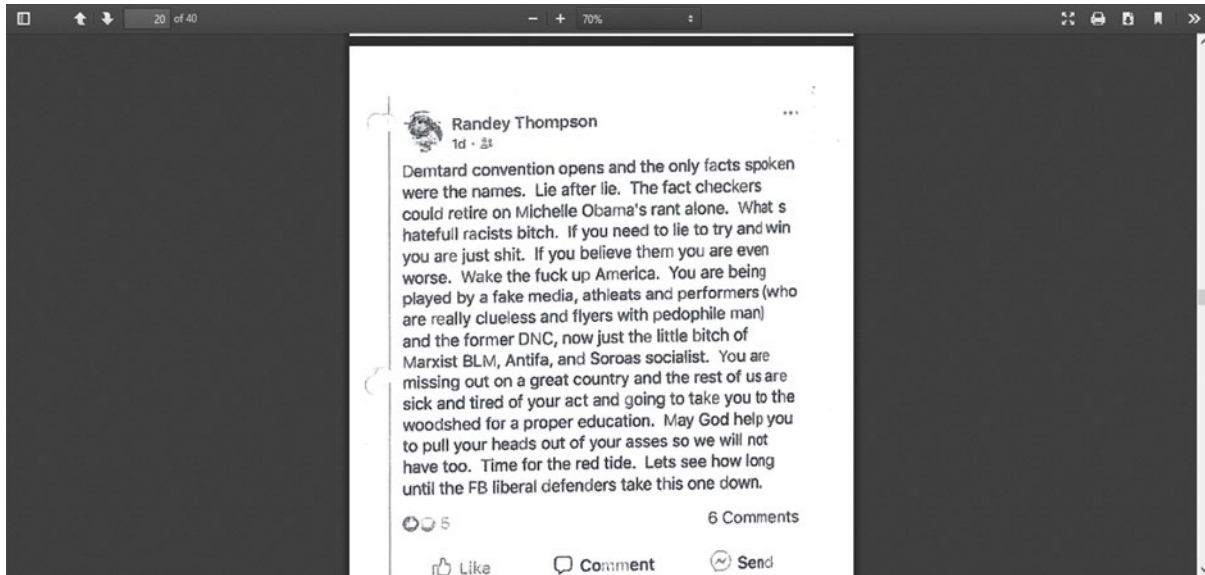 20 of 40
70%
Randey Thompson
1d
Demtard convention opens and the only facts spoken
were the names. Lie after lie. The fact checkers
could retire on Michelle Obama's rant alone. What s
hatefull racists bitch. If you need to lie to try and win
you are just shit. If you believe them you are even
worse. Wake the fuck up America. You are being
played by a fake media, athleats and performers (who
are really clueless and flyers with pedophile man)
and the former DNC, now just the little bitch of
Marxist BLM, Antifa, and Soroas socialist. You are
missing out on a great country and the rest of us are
sick and tired of your act and going to take you to the
woodshed for a proper education. May God help you
to pull your heads out of your asses so we will not
have too. Time for the red tide. Lets see how long
until the FB liberal defenders take this one down.
5 6 Comments
Like Comment Send